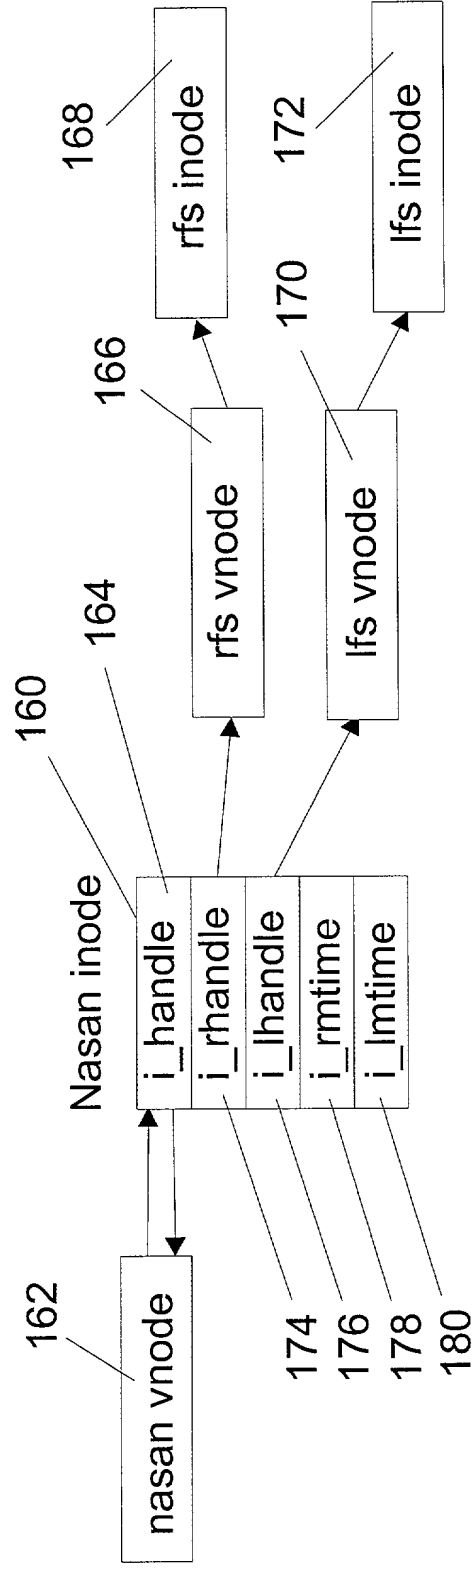 162
nasan vnode
Nasan inode
160
164
i_handle
i_rhandle
i_lhandle
i_rmtime
i_lmtime
174
176
178
180
166
rfs vnode
168
rfs inode
170
lfs vnode
172
lfs inode